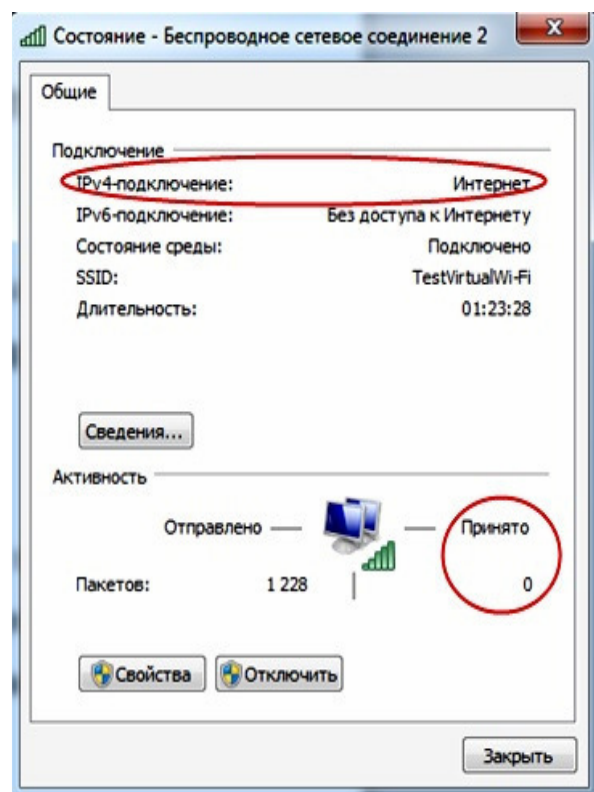 Состояние - Беспроводное сетевое соединение 2
Общие
Подключение
IPv4-подключение: Интернет
IPv6-подключение: Без доступа к Интернету
Состояние среды: Подключено
SSID: TestVirtualWi-Fi
Длительность: 01:23:28
Сведения...
Активность
Отправлено — — Принято
Пакетов: 1 228 | 0
Свойства Отключить
Закрыть